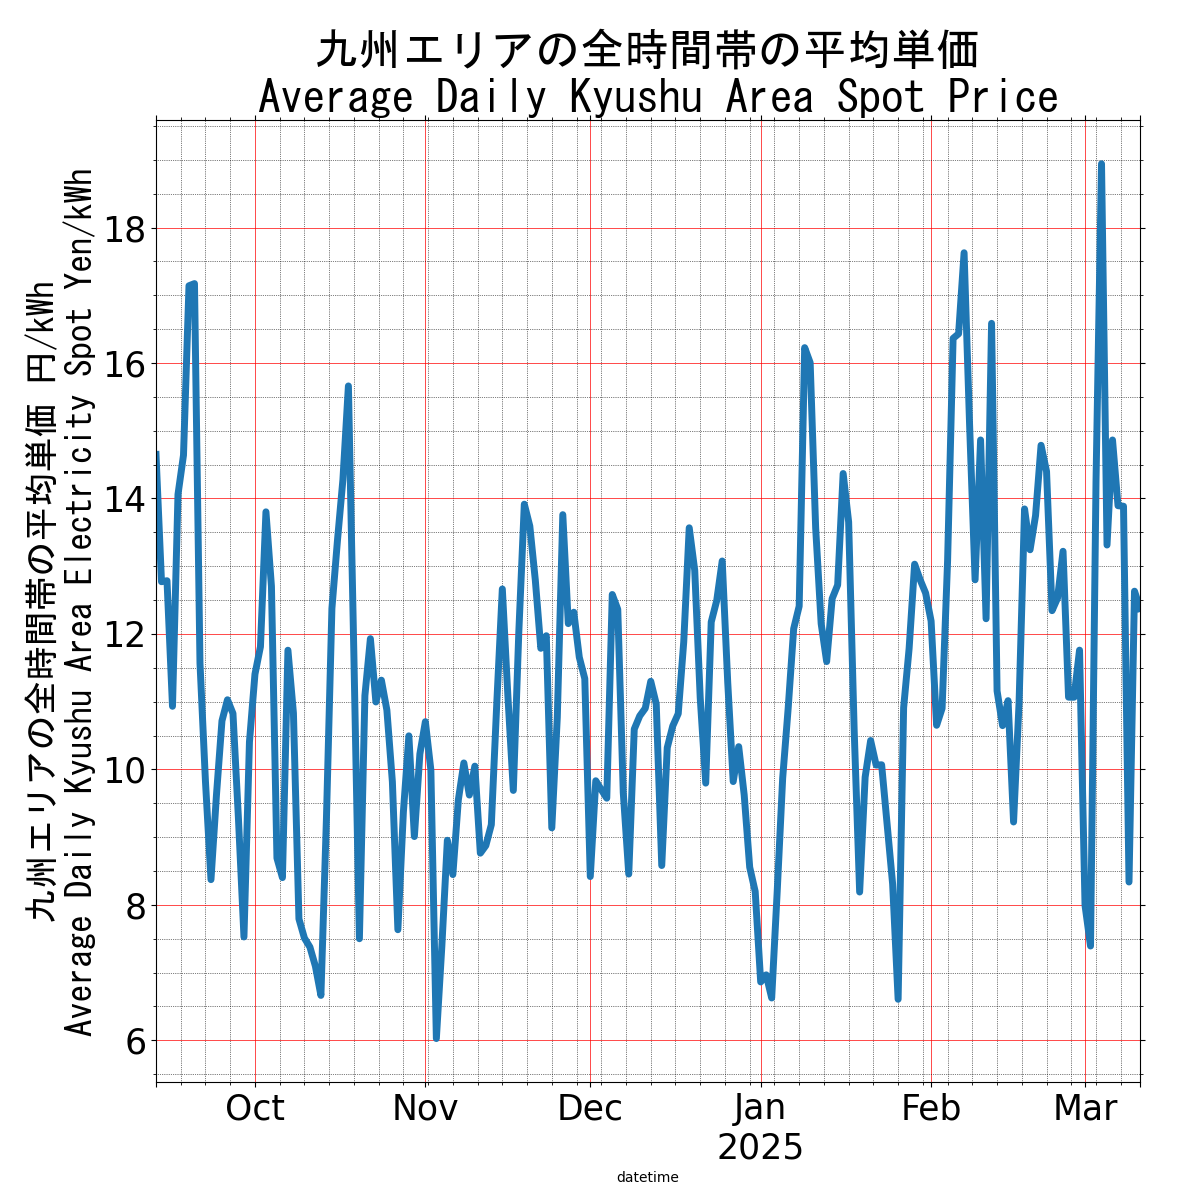 九州エリアの全時間帯の平均単価
Average Daily Kyushu Area Spot Price
九州エリアの全時間帯の平均単価 円/kWh
Average Daily Kyushu Area Electricity Spot Yen/kWh
18
16
14
12
10
8
6
Oct Nov Dec Jan Feb Mar
2025
datetime